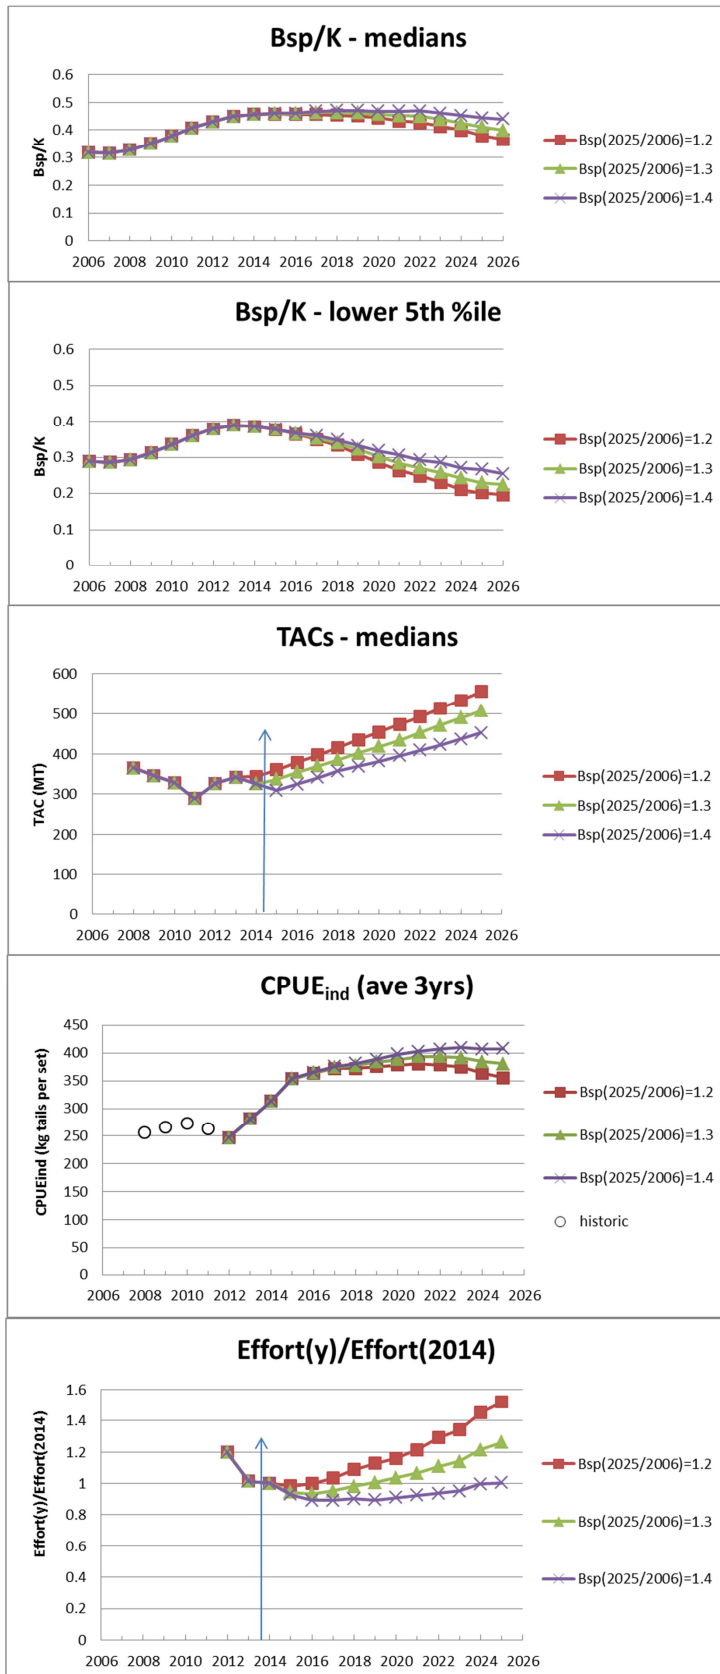 Bsp/K - medians
Bsp/K
0.6
0.5
0.4
0.3
0.2
0.1
0
2006 2008 2010 2012 2014 2016 2018 2020 2022 2024 2026
Bsp(2025/2006)=1.2
Bsp(2025/2006)=1.3
Bsp(2025/2006)=1.4
Bsp/K - lower 5th %ile
Bsp/K
0.6
0.5
0.4
0.3
0.2
0.1
0
2006 2008 2010 2012 2014 2016 2018 2020 2022 2024 2026
Bsp(2025/2006)=1.2
Bsp(2025/2006)=1.3
Bsp(2025/2006)=1.4
TACs - medians
TAC (MT)
600
500
400
300
200
100
0
2006 2008 2010 2012 2014 2016 2018 2020 2022 2024 2026
Bsp(2025/2006)=1.2
Bsp(2025/2006)=1.3
Bsp(2025/2006)=1.4
CPUEind (ave 3yrs)
CPUEind (kg tails per set)
450
400
350
300
250
200
150
100
50
0
2006 2008 2010 2012 2014 2016 2018 2020 2022 2024 2026
Bsp(2025/2006)=1.2
Bsp(2025/2006)=1.3
Bsp(2025/2006)=1.4
historic
Effort(y)/Effort(2014)
Effort(y)/Effort(2014)
1.6
1.4
1.2
1
0.8
0.6
0.4
0.2
0
2006 2008 2010 2012 2014 2016 2018 2020 2022 2024 2026
Bsp(2025/2006)=1.2
Bsp(2025/2006)=1.3
Bsp(2025/2006)=1.4